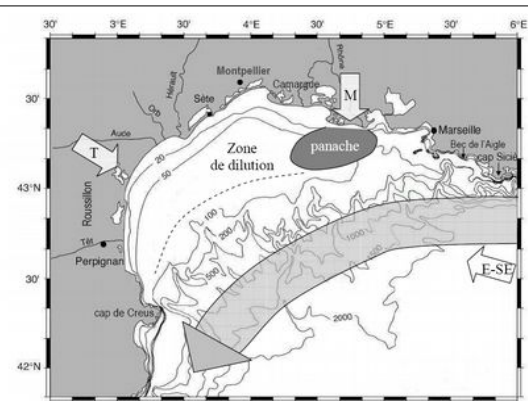 30'
3°E
30'
4°E
30'
5°E
30'
6°E
30'
43°N
30'
42°N
Hérault
Orb
Aude
Montpellier
Sète
Camargue
Rhône
M
Marseille
Bec de l'Aigle
cap Sicié
T
Zone
de dilution
panache
20
50
100
200
500
1000
2000
Roussillon
Têt
Perpignan
cap de Creus
E-SE